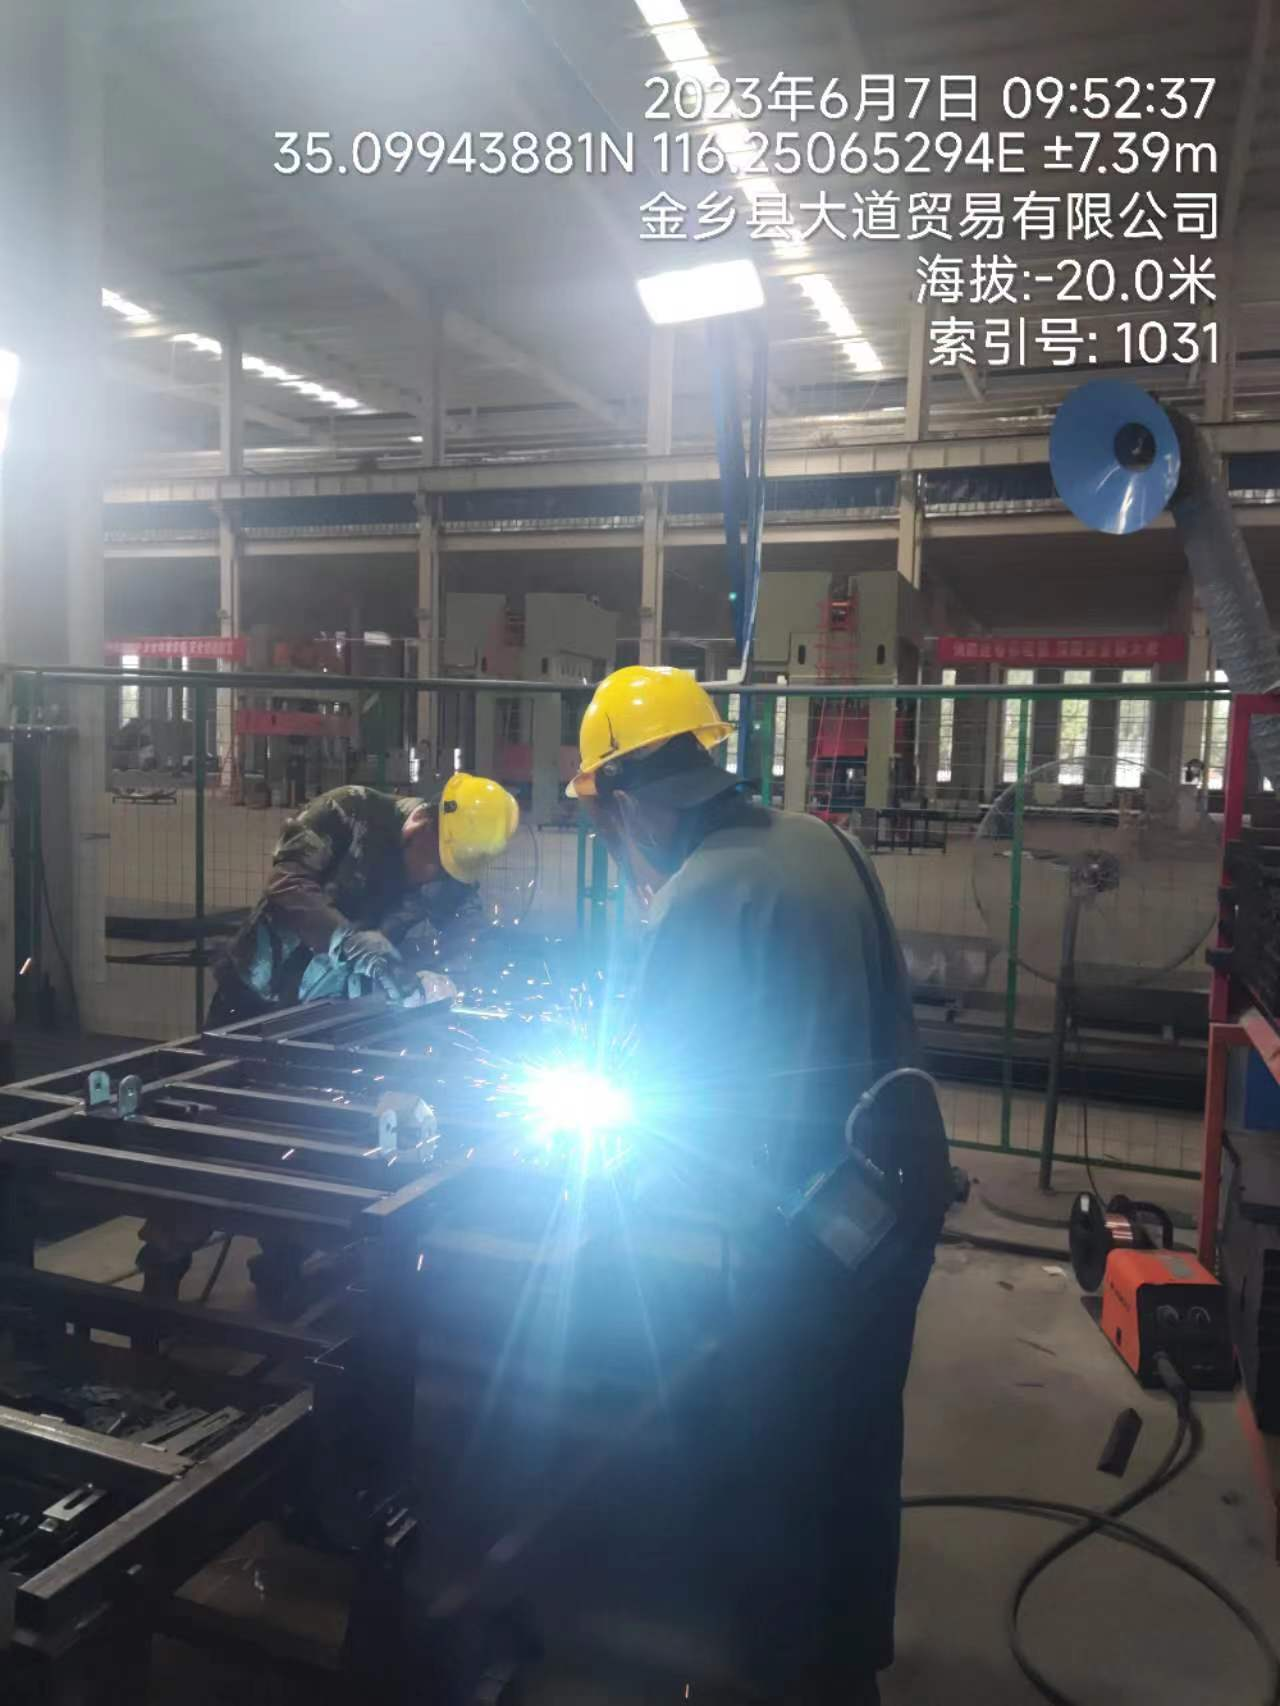 2023年6月7日 09:52:37
35.09943881N 116.25065294E ±7.39m
金乡县大道贸易有限公司
海拔:-20.0米
索引号: 1031